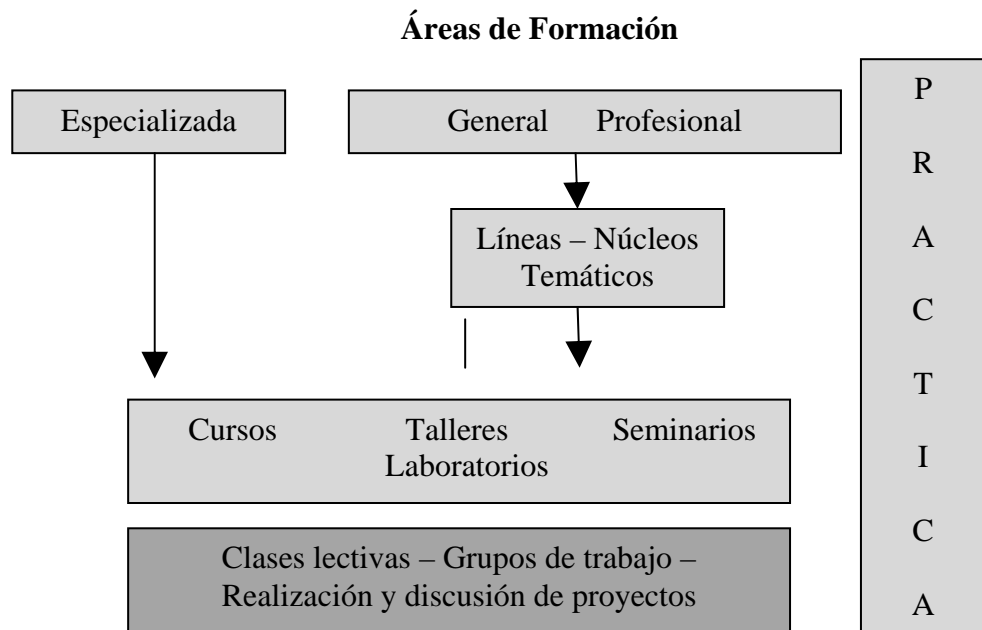 Áreas de Formación
Especializada
General Profesional
Líneas – Núcleos
Temáticos
Cursos Talleres Seminarios
Laboratorios
Clases lectivas – Grupos de trabajo –
Realización y discusión de proyectos
P
R
A
C
T
I
C
A